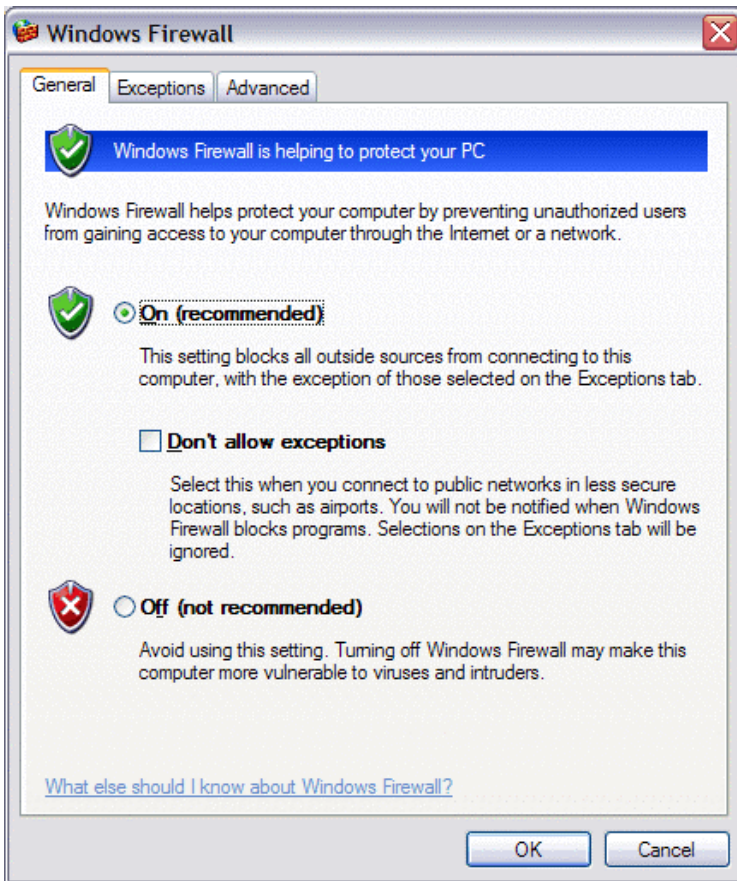 Windows Firewall
General Exceptions Advanced
Windows Firewall is helping to protect your PC
Windows Firewall helps protect your computer by preventing unauthorized users
from gaining access to your computer through the Internet or a network.
On (recommended)
This setting blocks all outside sources from connecting to this
computer, with the exception of those selected on the Exceptions tab.
Don't allow exceptions
Select this when you connect to public networks in less secure
locations, such as airports. You will not be notified when Windows
Firewall blocks programs. Selections on the Exceptions tab will be
ignored.
Off (not recommended)
Avoid using this setting. Turning off Windows Firewall may make this
computer more vulnerable to viruses and intruders.
What else should I know about Windows Firewall?
OK Cancel